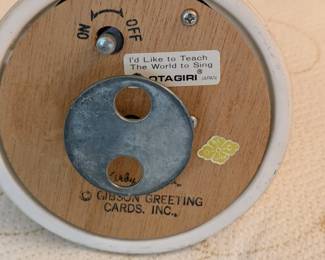 ON OFF
I'd Like to Teach
The World to Sing
OTAGIRI ®
JAPAN
© GIBSON GREETING
CARDS, INC.